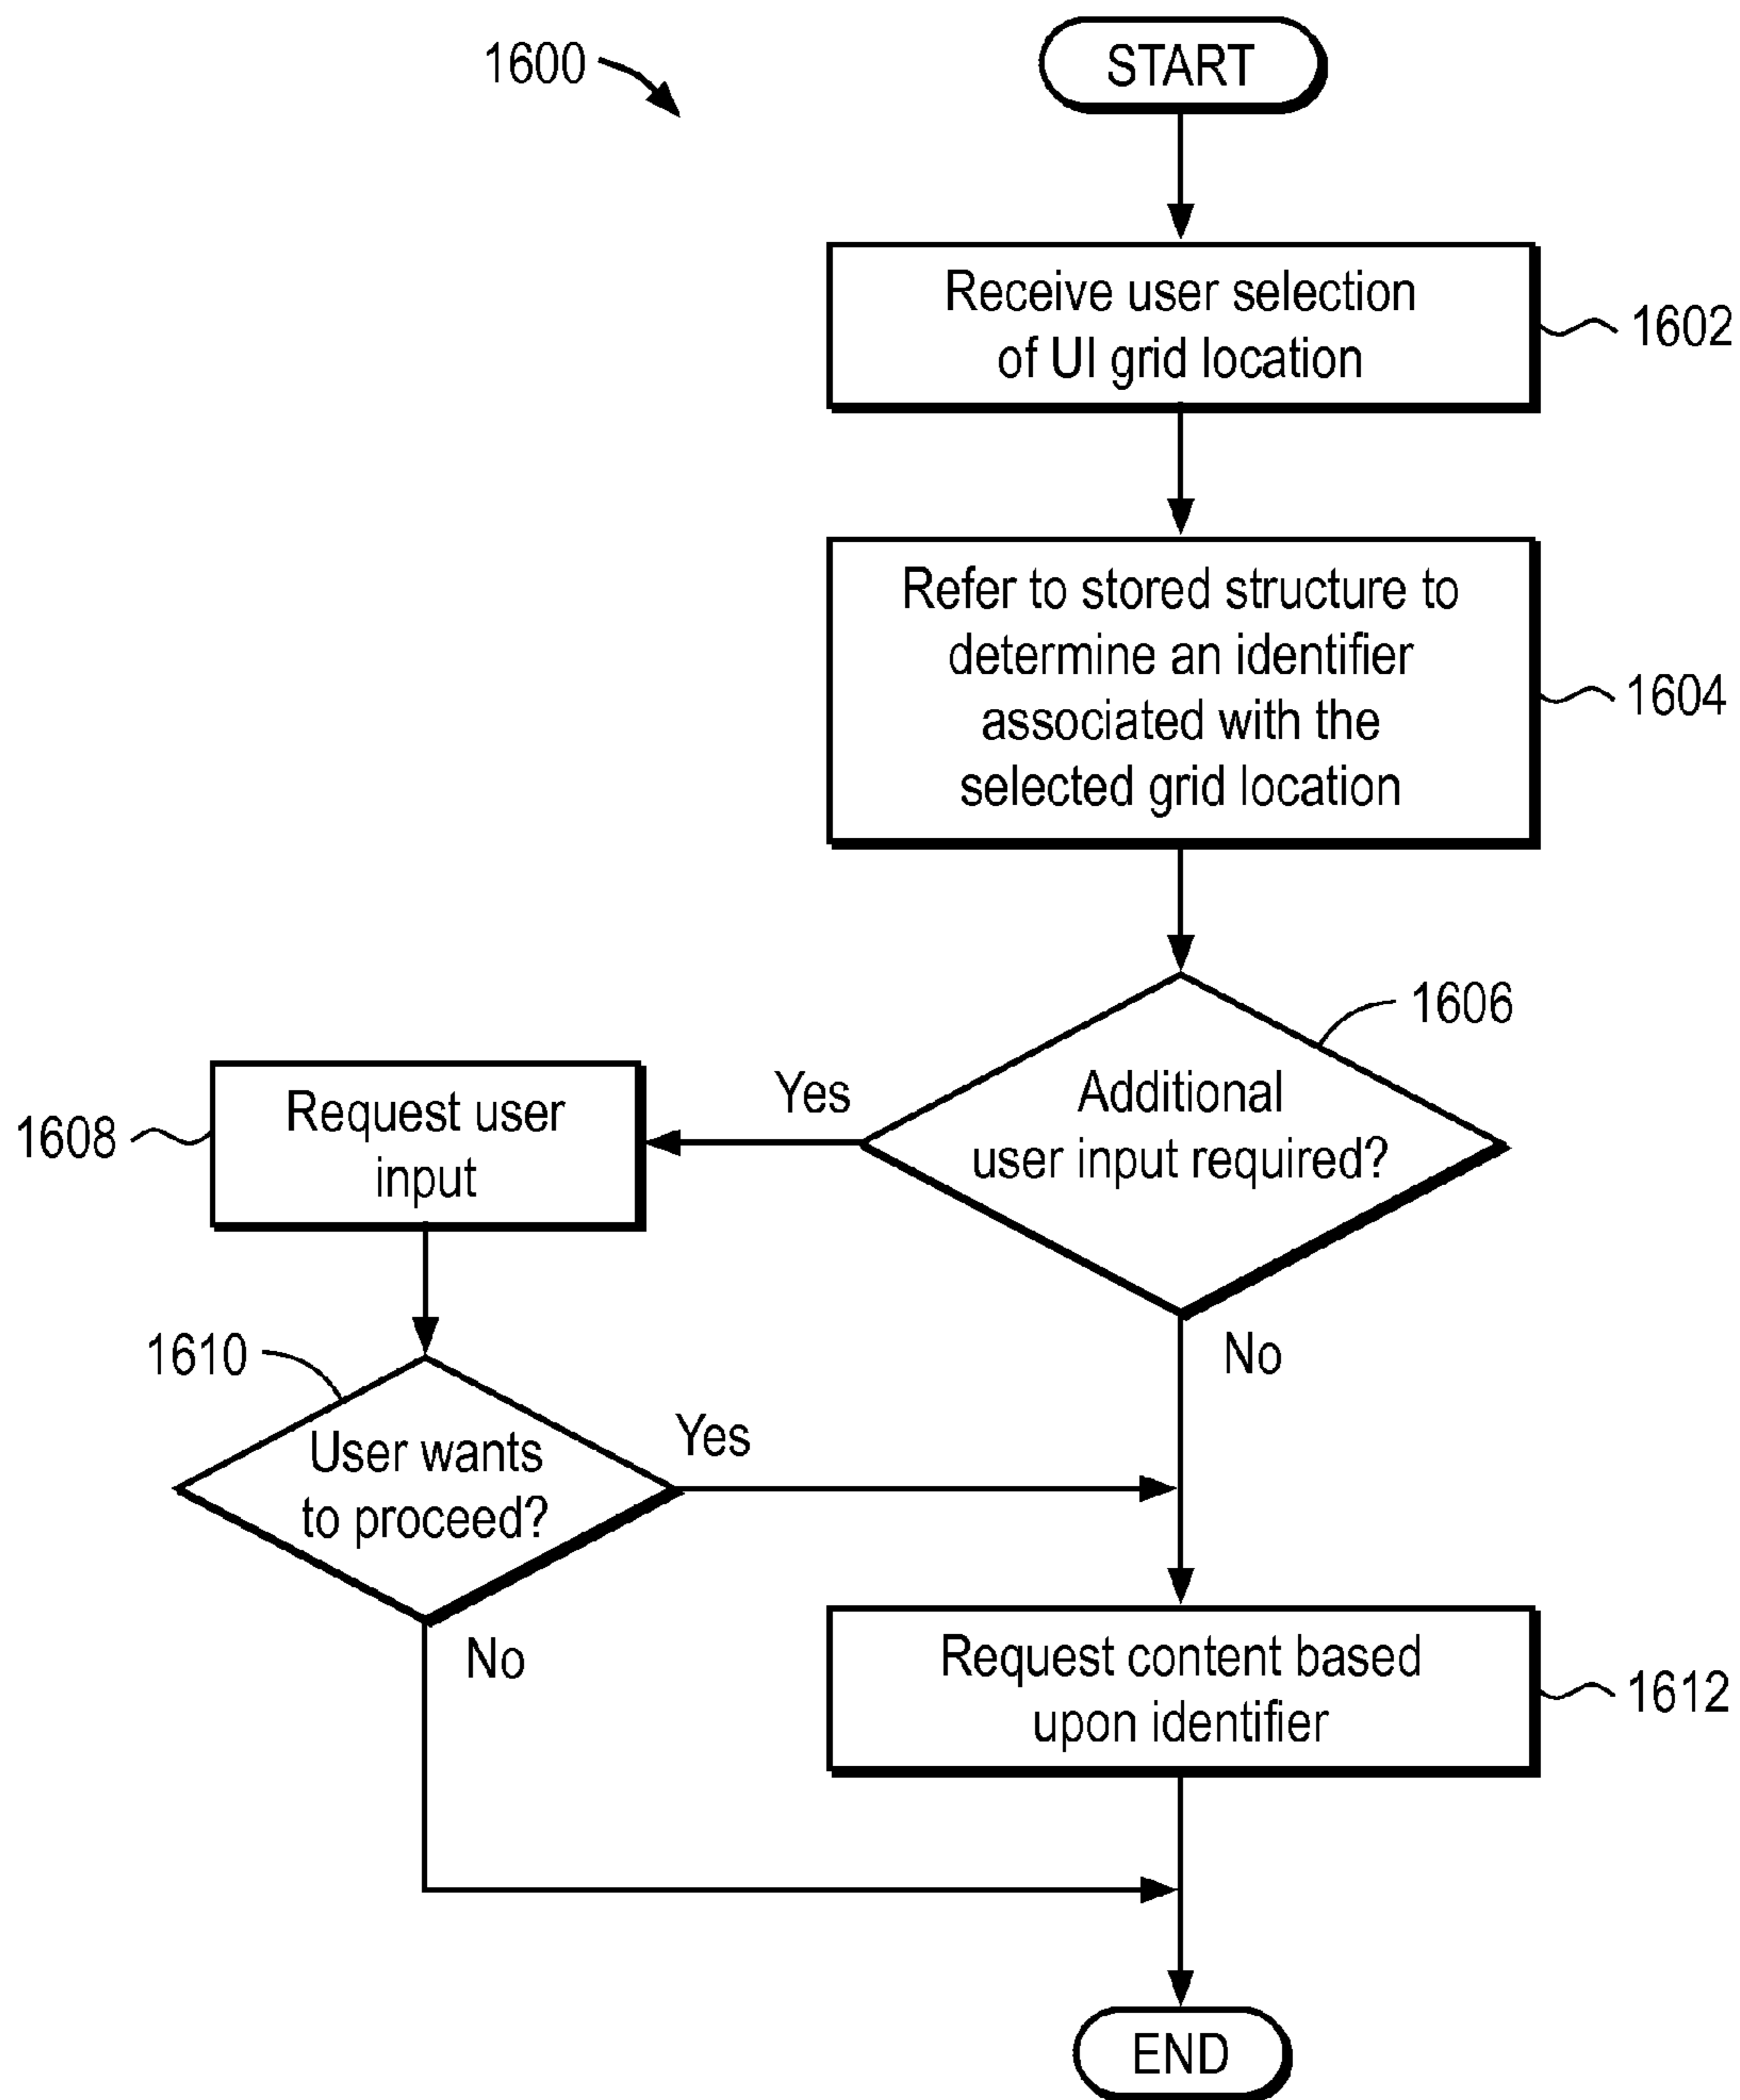 1600
START
Receive user selection
of UI grid location
1602
Refer to stored structure to
determine an identifier
associated with the
selected grid location
1604
1606
Additional
user input required?
Yes
Request user
input
1608
No
1610
User wants
to proceed?
Yes
No
Request content based
upon identifier
1612
END